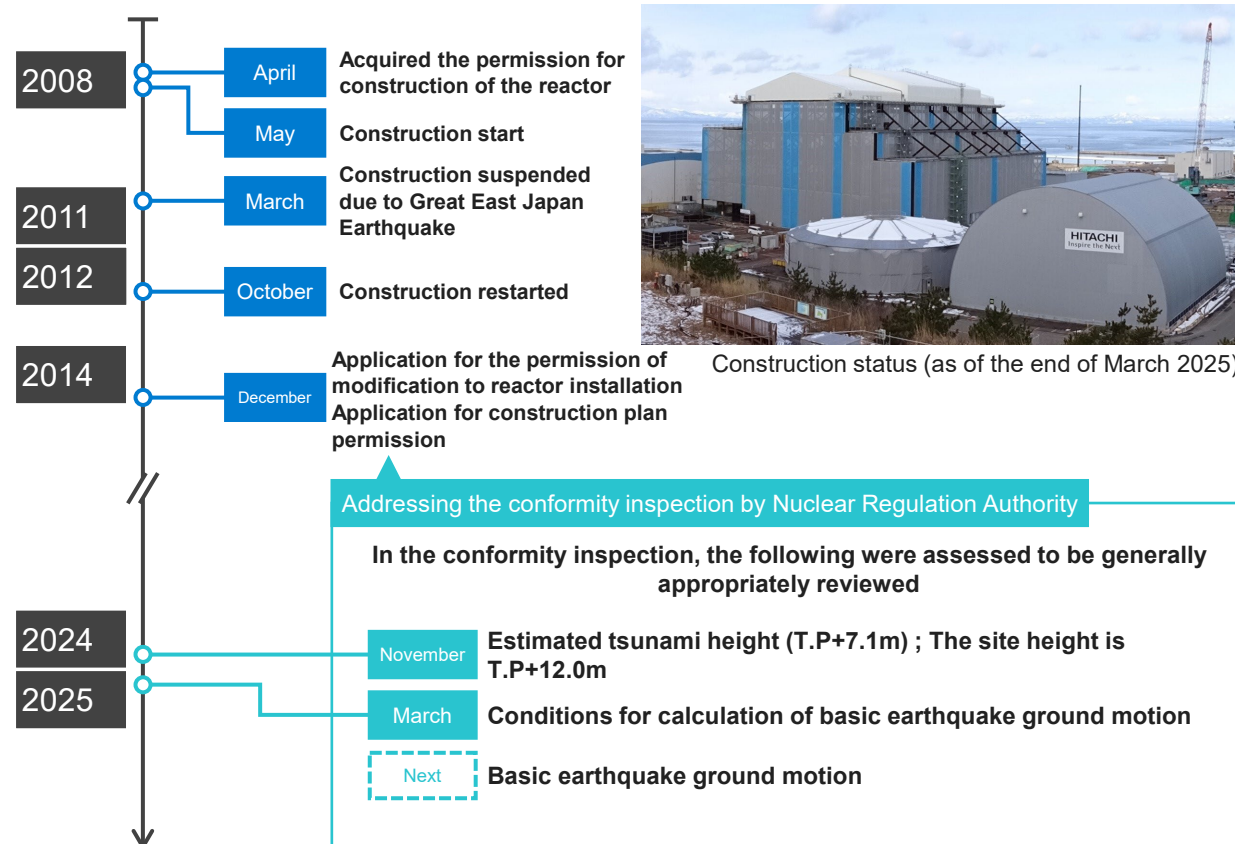 2008
April
Acquired the permission for
construction of the reactor
May
Construction start
2011
March
Construction suspended
due to Great East Japan
Earthquake
2012
October
Construction restarted
2014
December
Application for the permission of
modification to reactor installation
Application for construction plan
permission
HITACHI
Inspire the Next
Construction status (as of the end of March 2025)
Addressing the conformity inspection by Nuclear Regulation Authority
In the conformity inspection, the following were assessed to be generally
appropriately reviewed
2024
November
Estimated tsunami height (T.P+7.1m) ; The site height is
T.P+12.0m
2025
March
Conditions for calculation of basic earthquake ground motion
Next
Basic earthquake ground motion